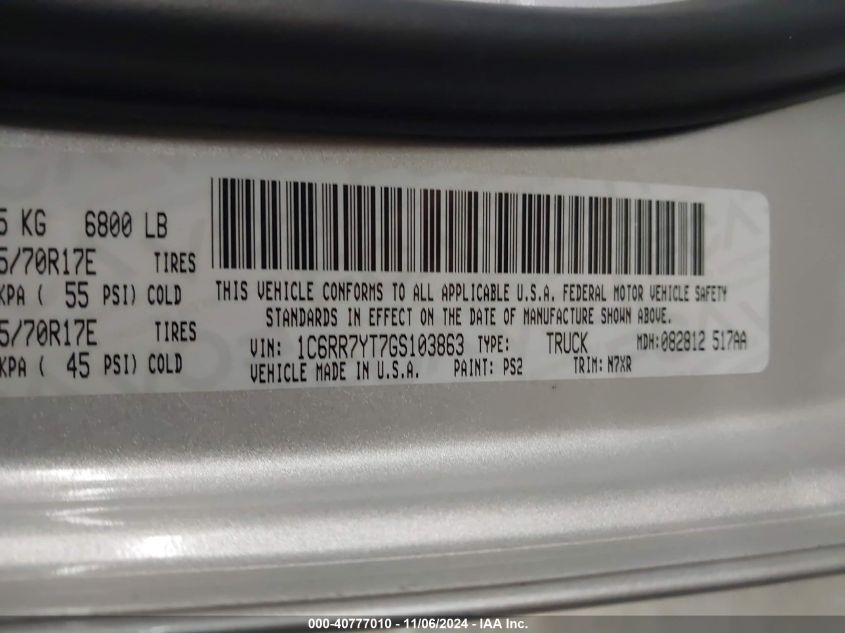 5 KG 6800 LB
5/70R17E TIRES
KPA ( 55 PSI) COLD
5/70R17E TIRES
KPA ( 45 PSI) COLD
THIS VEHICLE CONFORMS TO ALL APPLICABLE U.S.A. FEDERAL MOTOR VEHICLE SAFETY
STANDARDS IN EFFECT ON THE DATE OF MANUFACTURE SHOWN ABOVE.
VIN: 1C6RR7YT7GS103863 TYPE: TRUCK MDH:082812 517AA
VEHICLE MADE IN U.S.A. PAINT: PS2 TRIM: N7XR
000-40777010 - 11/06/2024 - IAA Inc.